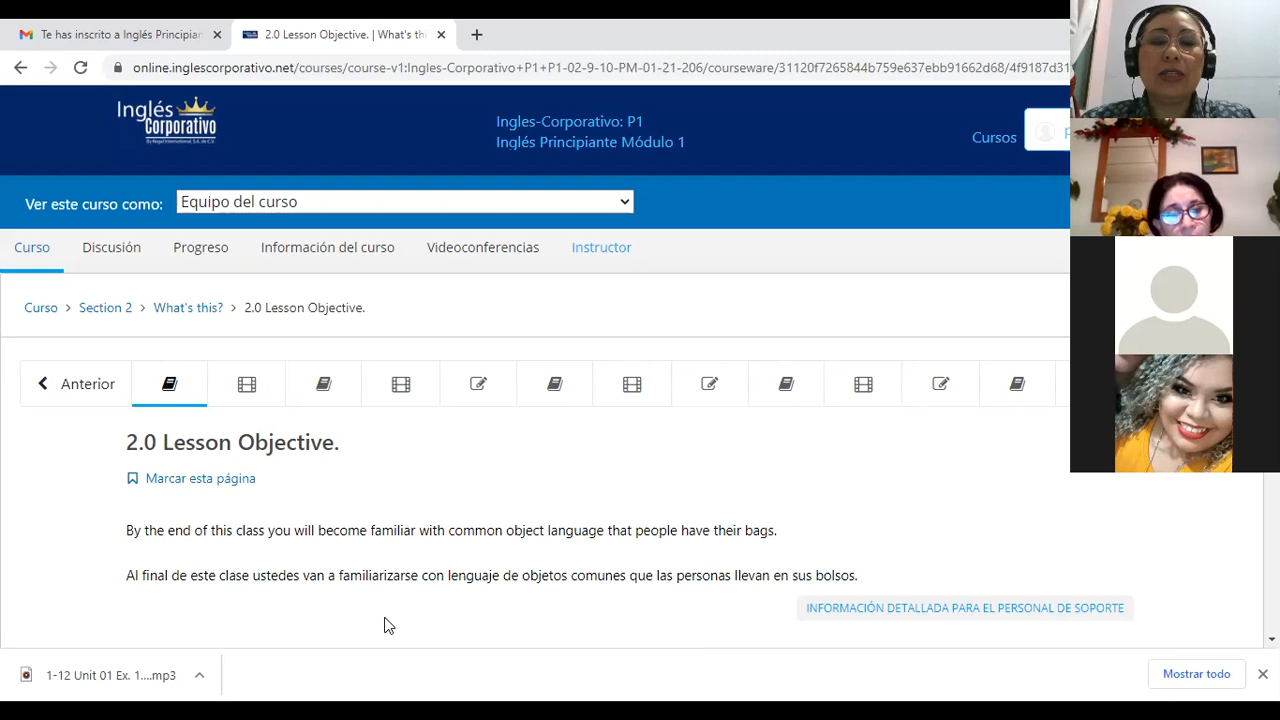 Te has inscrito a Inglés Principian
2.0 Lesson Objective. | What's thi
online.inglescorporativo.net/courses/course-v1:Ingles-Corporativo+P1+P1-02-9-10-PM-01-21-206/courseware/31120f7265844b759e637ebb91662d68/4f9187d31
Inglés
Corporativo
By Regal International, S.A. de C.V.
Ingles-Corporativo: P1
Inglés Principiante Módulo 1
Cursos
Ver este curso como:
Equipo del curso
Curso
Discusión
Progreso
Información del curso
Videoconferencias
Instructor
Curso > Section 2 > What's this? > 2.0 Lesson Objective.
Anterior
2.0 Lesson Objective.
Marcar esta página
By the end of this class you will become familiar with common object language that people have their bags.
Al final de este clase ustedes van a familiarizarse con lenguaje de objetos comunes que las personas llevan en sus bolsos.
INFORMACIÓN DETALLADA PARA EL PERSONAL DE SOPORTE
1-12 Unit 01 Ex. 1....mp3
Mostrar todo